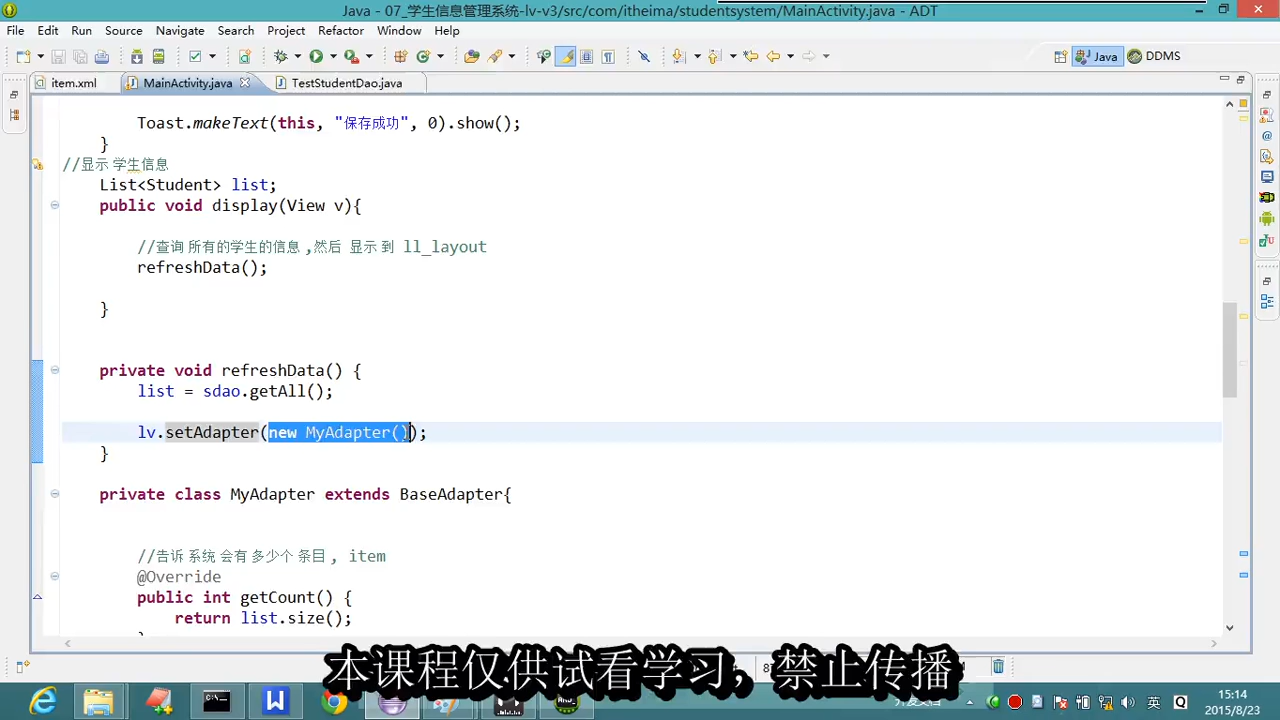 Java - 07_学生信息管理系统-lv-v3/src/com/itheima/studentsystem/MainActivity.java - ADT
File Edit Run Source Navigate Search Project Refactor Window Help
Java DDMS
item.xml MainActivity.java TestStudentDao.java
Toast.makeText(this, "保存成功", 0).show();
}
//显示 学生信息
List<Student> list;
public void display(View v){
//查询 所有的学生的信息 ,然后 显示 到 ll_layout
refreshData();
}
private void refreshData() {
list = sdao.getAll();
lv.setAdapter(new MyAdapter());
}
private class MyAdapter extends BaseAdapter{
//告诉 系统 会有 多少个 条目 , item
@Override
public int getCount() {
return list.size();
本课程仅供试看学习，禁止传播
英
15:14
2015/8/23